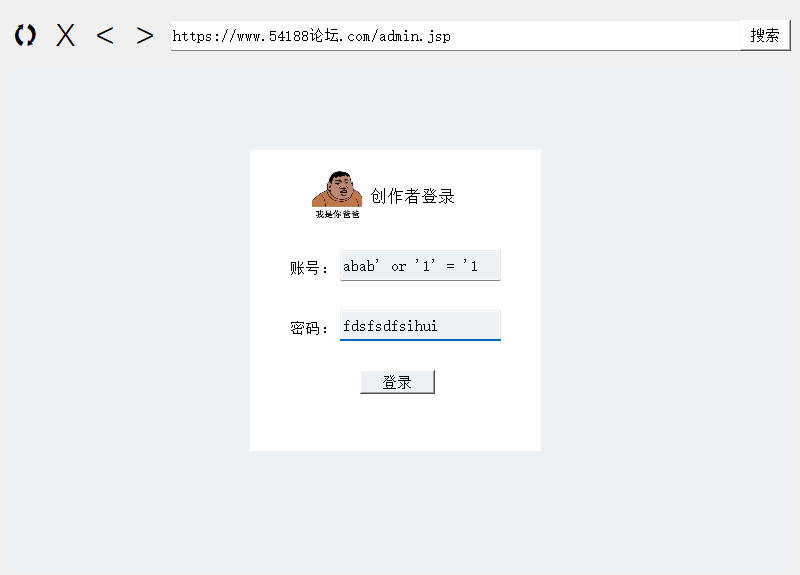 X < > https://www.54188论坛.com/admin.jsp 搜索
创作者登录
我是你爸爸
账号： abab' or '1' = '1
密码： fdsfsdfsihui
登录